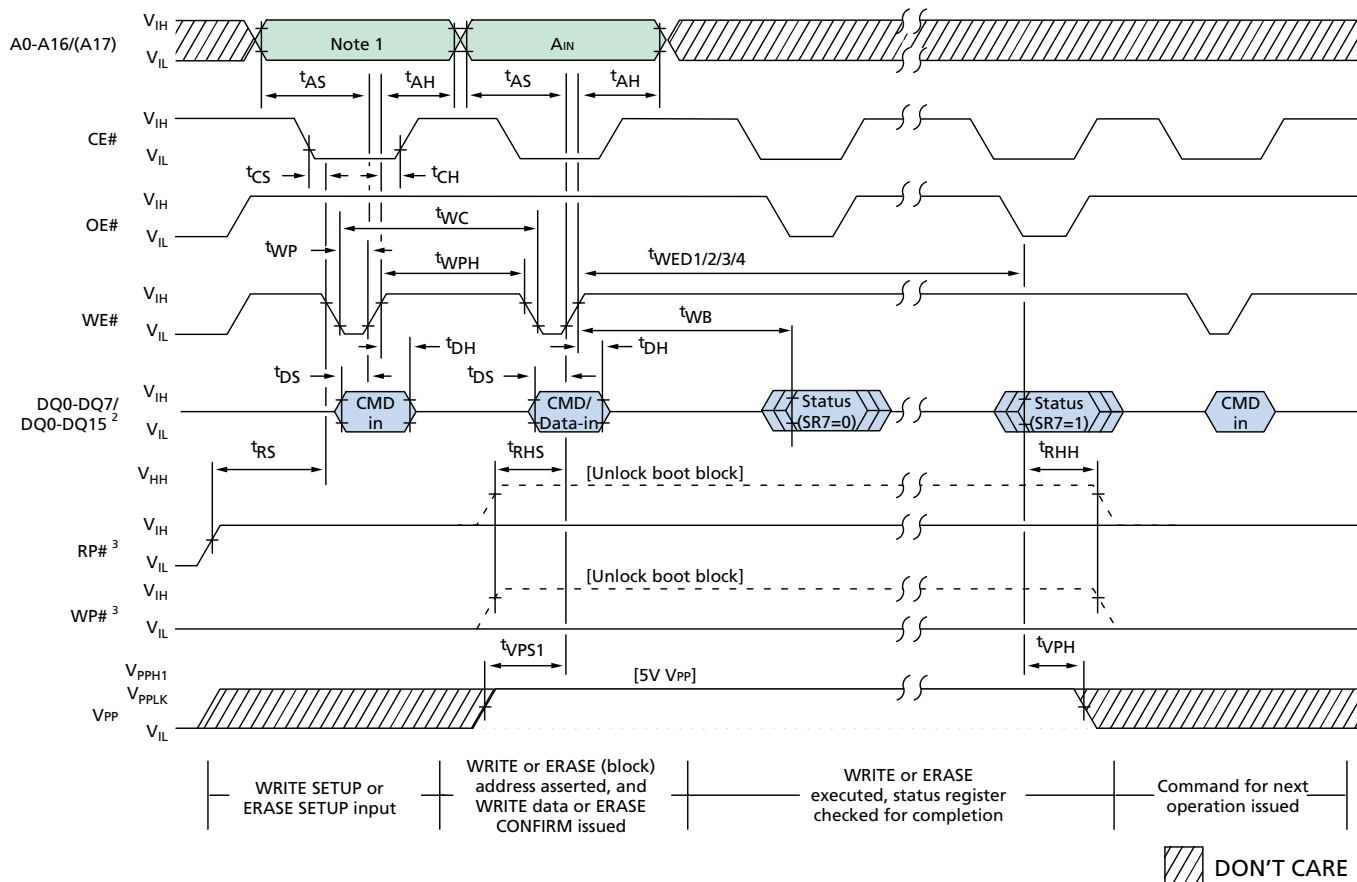 A0-A16/(A17)
VIH
VIL
Note 1
AIN
tAS
tAH
tAS
tAH
CE#
VIH
VIL
tCS
tCH
OE#
VIH
VIL
tWC
tWP
tWPH
tWED1/2/3/4
WE#
VIH
VIL
tWB
tDH
tDH
tDS
tDS
DQ0-DQ7/
DQ0-DQ15 2
VIH
VIL
CMD
in
CMD/
Data-in
Status
(SR7=0)
Status
(SR7=1)
CMD
in
tRS
tRHS
tRHH
VHH
[Unlock boot block]
VIH
RP# 3
VIL
[Unlock boot block]
VIH
WP# 3
VIL
tVPS1
tVPH
VPPH1
[5V VPP]
VPPLK
VPP
VIL
WRITE SETUP or
ERASE SETUP input
WRITE or ERASE (block)
address asserted, and
WRITE data or ERASE
CONFIRM issued
WRITE or ERASE
executed, status register
checked for completion
Command for next
operation issued
DON'T CARE